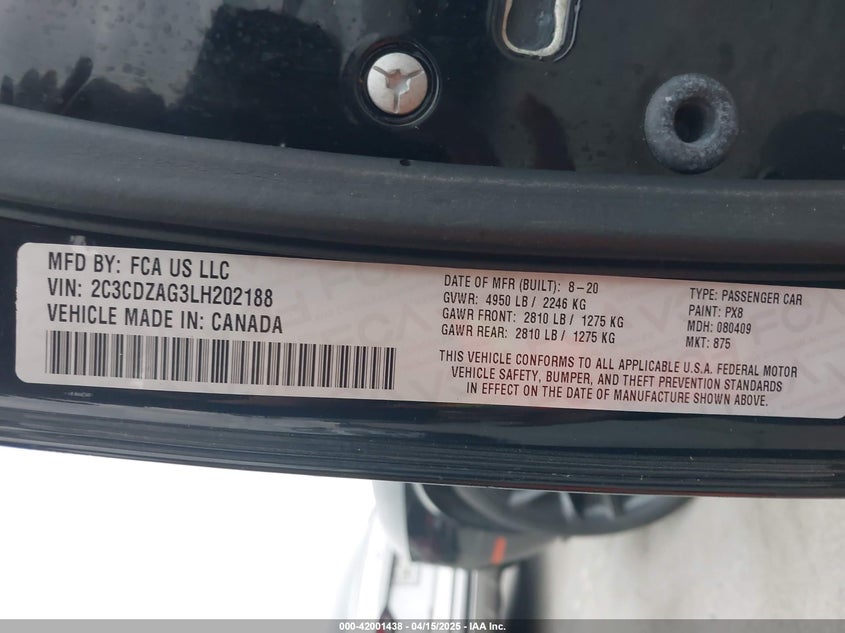 MFD BY: FCA US LLC
VIN: 2C3CDZAG3LH202188
VEHICLE MADE IN: CANADA
DATE OF MFR (BUILT): 8-20
GVWR: 4950 LB / 2246 KG
GAWR FRONT: 2810 LB / 1275 KG
GAWR REAR: 2810 LB / 1275 KG
TYPE: PASSENGER CAR
PAINT: PX8
MDH: 080409
MKT: 875
THIS VEHICLE CONFORMS TO ALL APPLICABLE U.S.A. FEDERAL MOTOR
VEHICLE SAFETY, BUMPER, AND THEFT PREVENTION STANDARDS
IN EFFECT ON THE DATE OF MANUFACTURE SHOWN ABOVE.
000-42001438 - 04/15/2025 - IAA Inc.